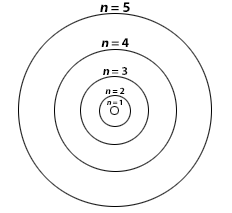 n = 5
n = 4
n = 3
n = 2
n = 1